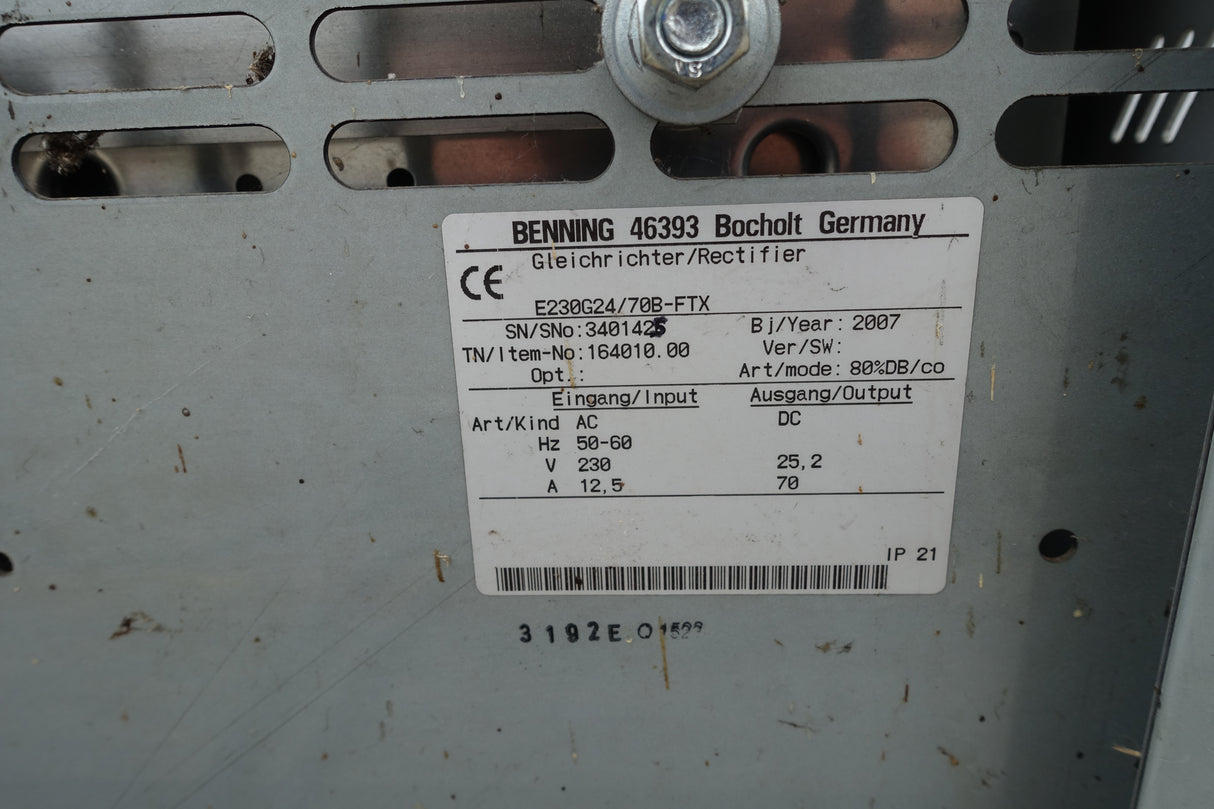 BENNING 46393 Bocholt Germany
CE Gleichrichter/Rectifier
E230G24/70B-FTX
SN/SNo:3401425 Bj/Year: 2007
TN/Item-No:164010.00 Ver/SW:
Opt.: Art/mode: 80%DB/co
Eingang/Input Ausgang/Output
Art/Kind AC DC
Hz 50-60
V 230 25,2
A 12,5 70
IP 21
3192E